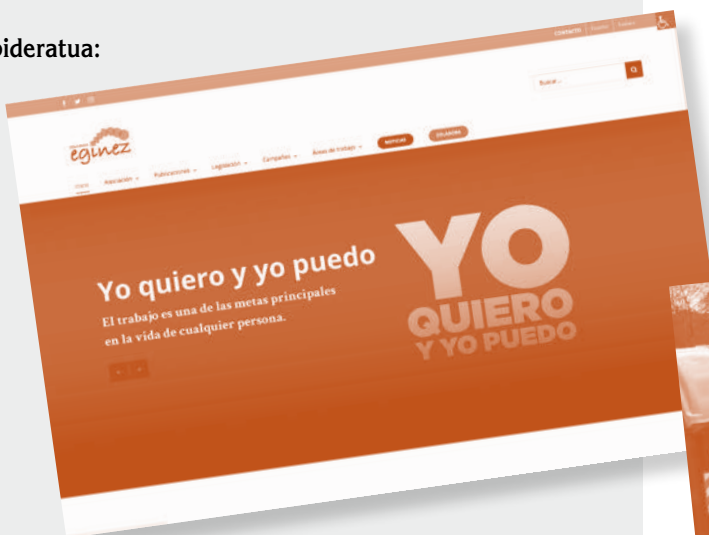 bideratua:
CONTACTO
Buscar ...
eginez
Inicio
Asociación
Publicaciones
Legislación
Campañas
Áreas de trabajo
NOTICIAS
COLABORA
Yo quiero y yo puedo
El trabajo es una de las metas principales
en la vida de cualquier persona.
YO
QUIERO
Y YO PUEDO